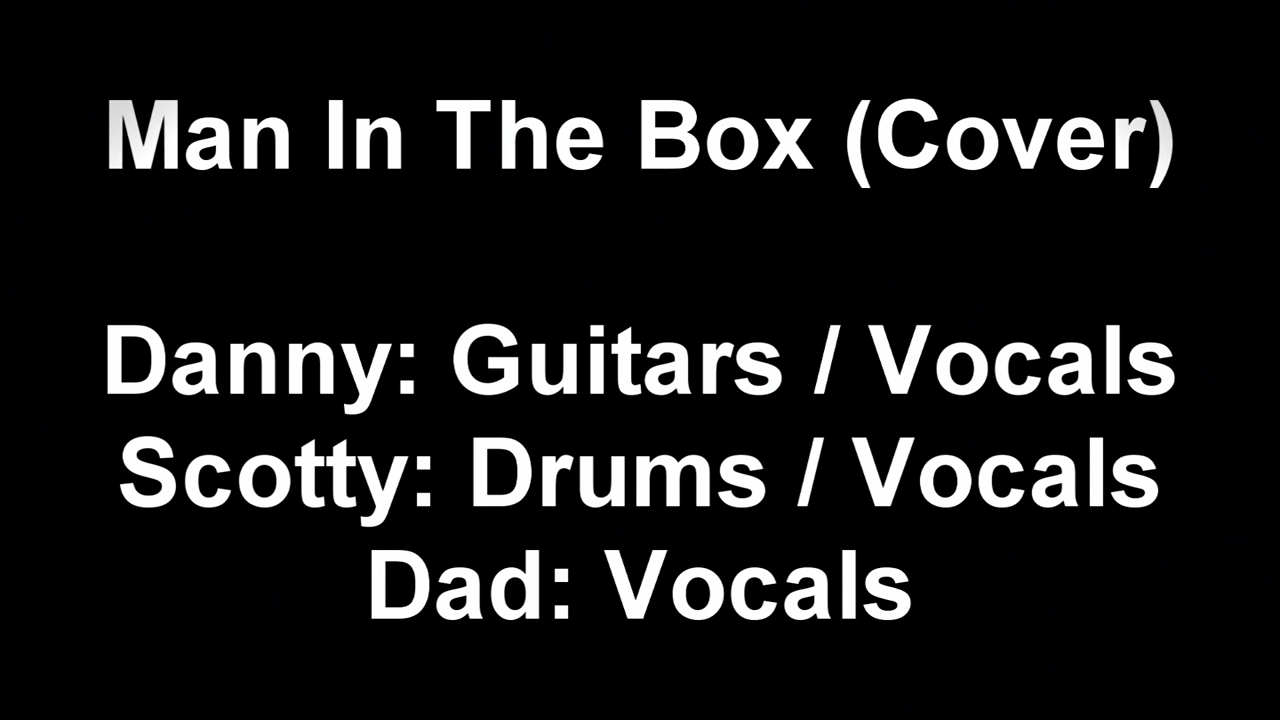 Man In The Box (Cover)
Danny: Guitars / Vocals
Scotty: Drums / Vocals
Dad: Vocals